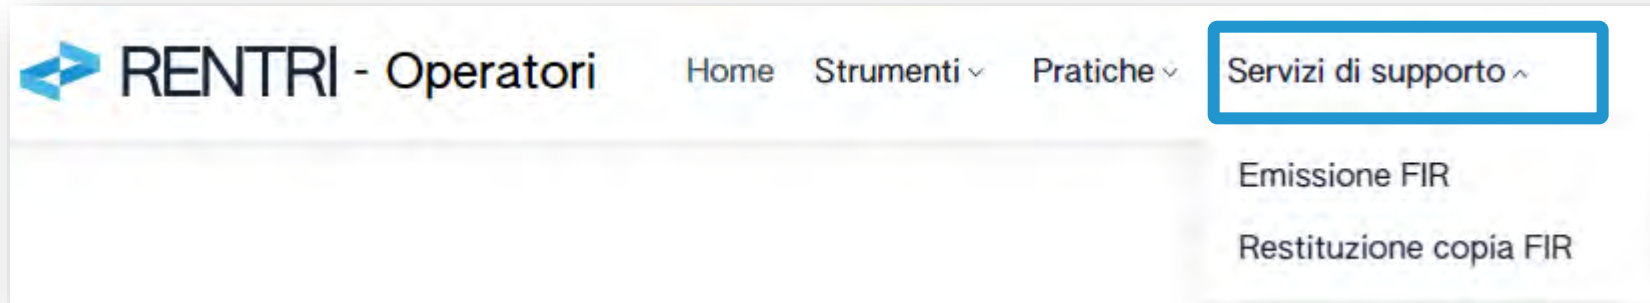 RENTRI - Operatori Home Strumenti Pratiche Servizi di supporto
Emissione FIR
Restituzione copia FIR